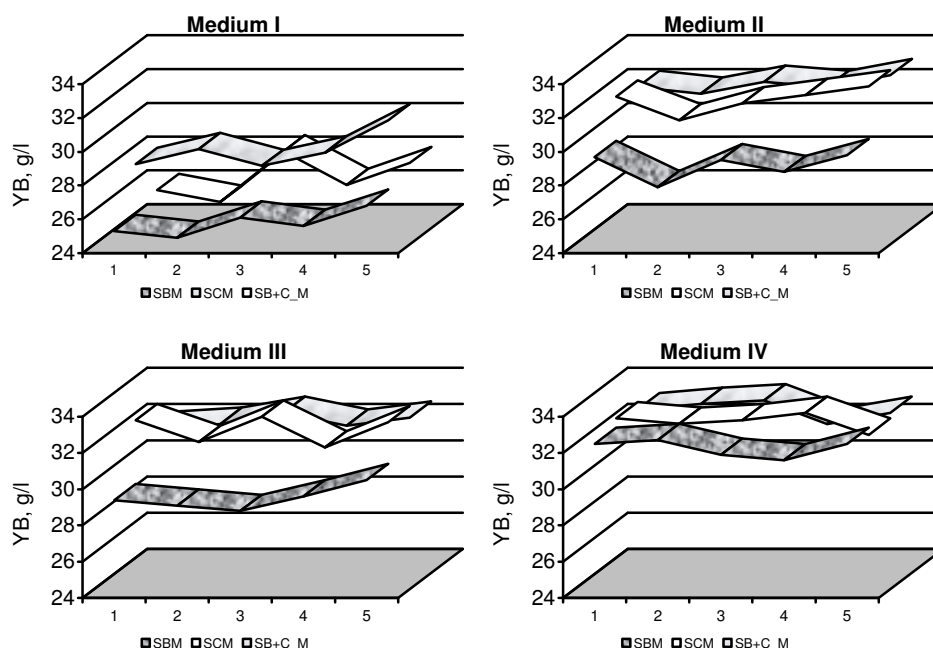 Medium I
YB, g/l
34
32
30
28
26
24
1 2 3 4 5
SBM SCM SB+C_M
Medium II
YB, g/l
34
32
30
28
26
24
1 2 3 4 5
SBM SCM SB+C_M
Medium III
YB, g/l
34
32
30
28
26
24
1 2 3 4 5
SBM SCM SB+C_M
Medium IV
YB, g/l
34
32
30
28
26
24
1 2 3 4 5
SBM SCM SB+C_M